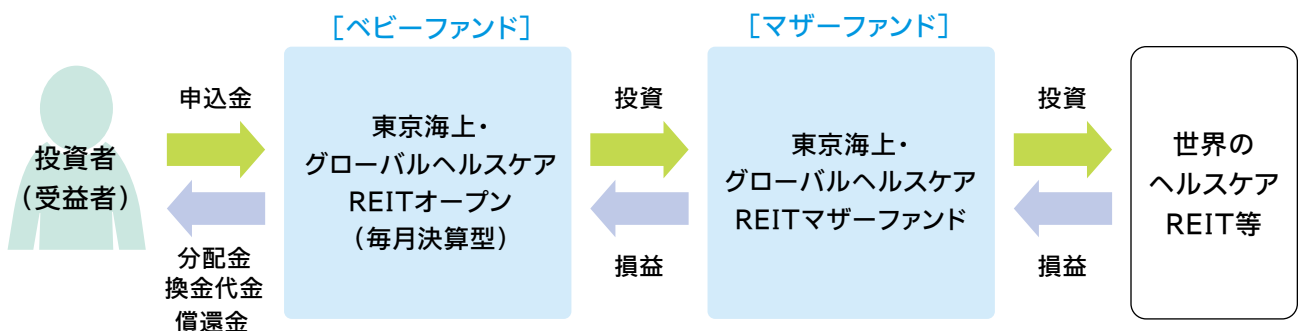 [ベビーファンド]
[マザーファンド]
投資者
(受益者)
申込金
分配金
換金代金
償還金
東京海上・
グローバルヘルスケア
REITオープン
(毎月決算型)
投資
損益
東京海上・
グローバルヘルスケア
REITマザーファンド
投資
損益
世界の
ヘルスケア
REIT等